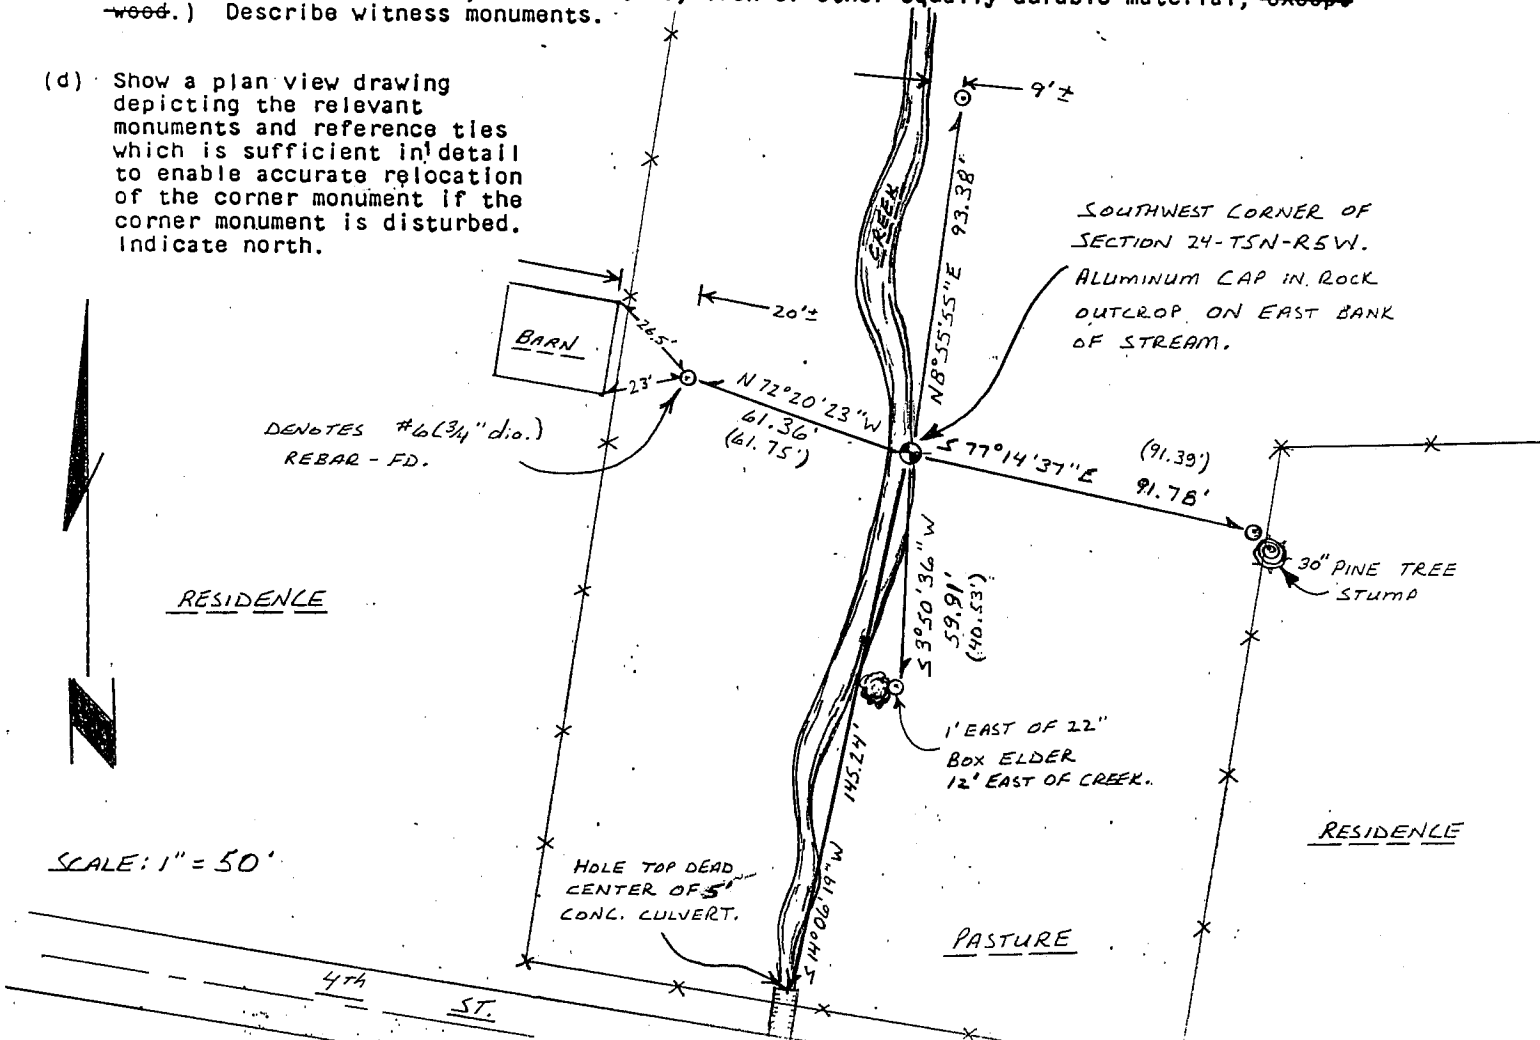 wood.) Describe witness monuments.
(d) Show a plan view drawing
depicting the relevant
monuments and reference ties
which is sufficient in detail
to enable accurate relocation
of the corner monument if the
corner monument is disturbed.
Indicate north.
9'±
CREEK
N8°55'55"E 93.38'
SOUTHWEST CORNER OF
SECTION 24-T5N-R5W.
ALUMINUM CAP IN ROCK
OUTCROP ON EAST BANK
OF STREAM.
20'±
BARN
26.5'
23'
N 72°20'23"W
61.36'
(61.75')
DENOTES #6 (3/4" dia.)
REBAR - FD.
S 77°14'37"E
(91.39')
91.78'
30" PINE TREE
STUMP
S3°50'36"W
59.91'
(40.53')
RESIDENCE
1' EAST OF 22"
BOX ELDER
12' EAST OF CREEK.
145.24'
S14°06'19"W
RESIDENCE
SCALE: 1" = 50'
HOLE TOP DEAD
CENTER OF 5'
CONC. CULVERT.
PASTURE
4TH
ST.
N